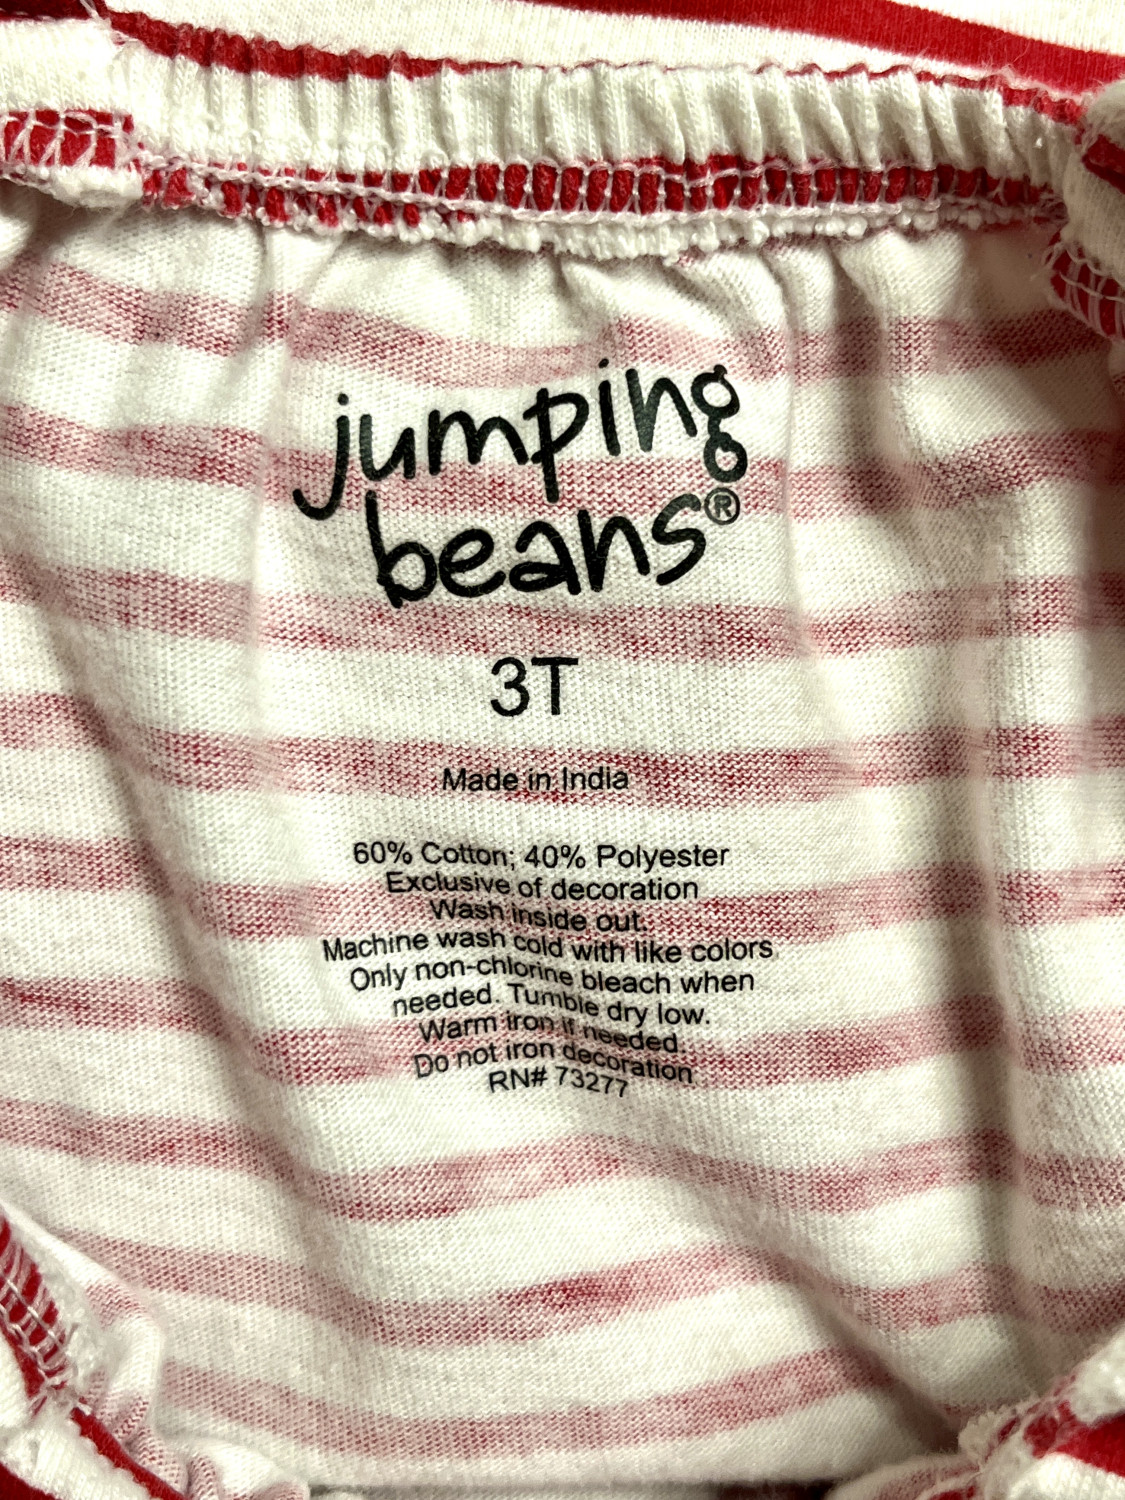 jumping
beans®
3T
Made in India
60% Cotton; 40% Polyester
Exclusive of decoration
Wash inside out.
Machine wash cold with like colors.
Only non-chlorine bleach when
needed. Tumble dry low.
Warm iron if needed.
Do not iron decoration
RN# 73277